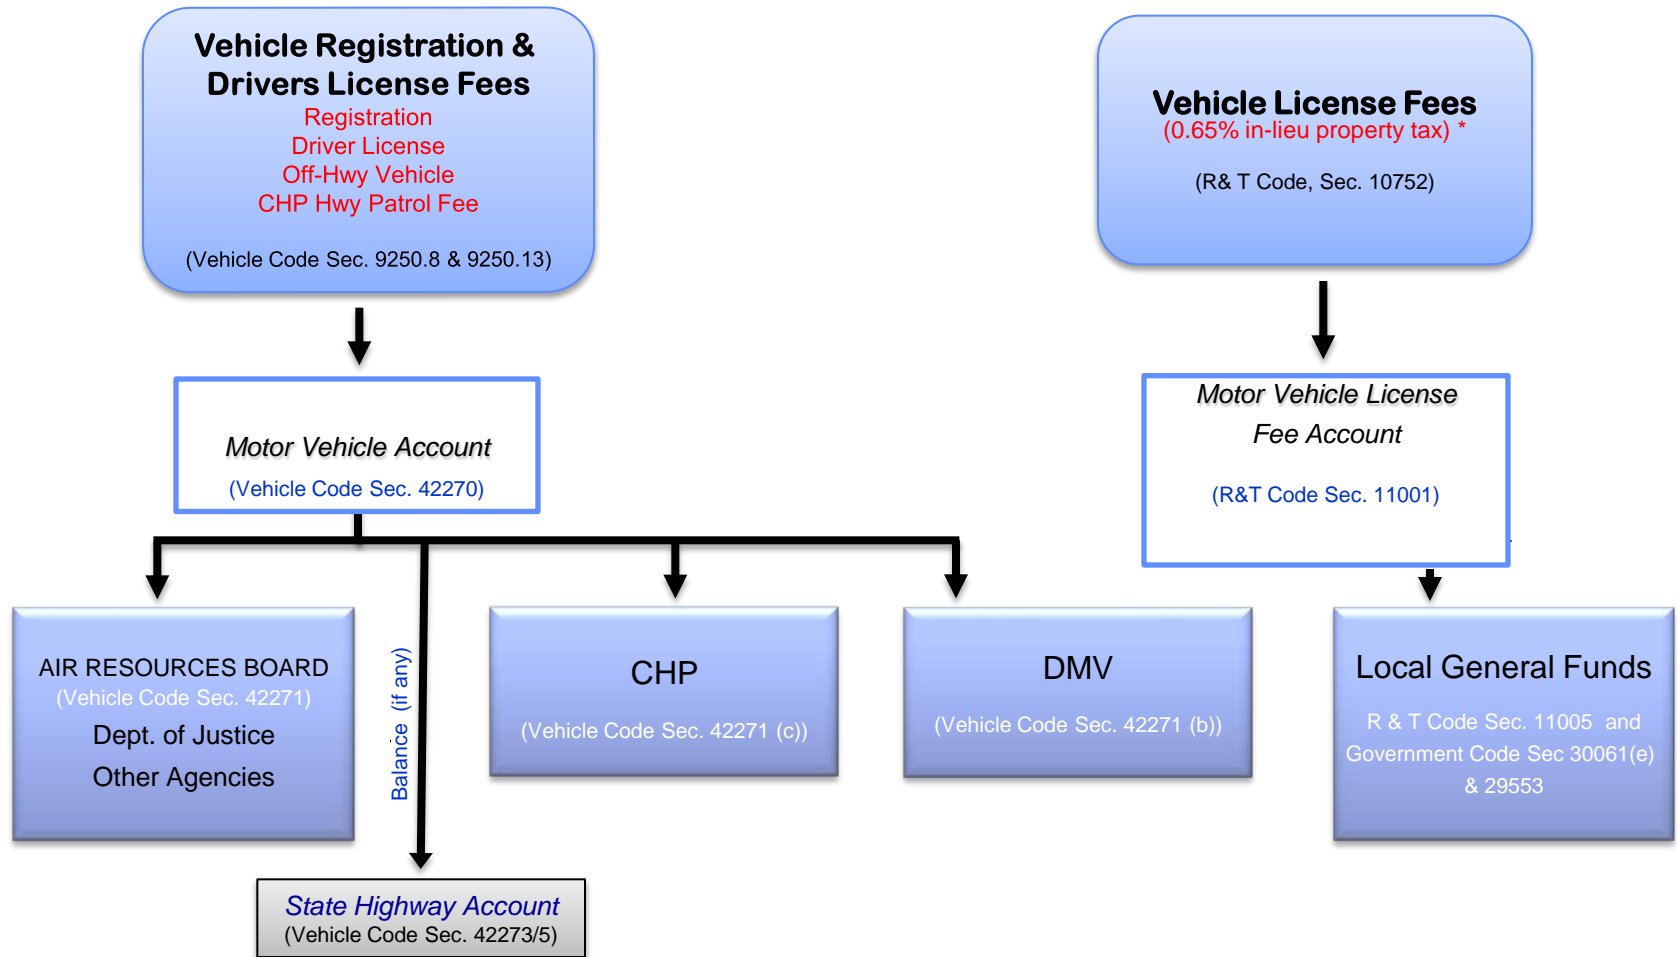 Vehicle Registration &
Drivers License Fees
Registration
Driver License
Off-Hwy Vehicle
CHP Hwy Patrol Fee
(Vehicle Code Sec. 9250.8 & 9250.13)
Vehicle License Fees
(0.65% in-lieu property tax) *
(R& T Code, Sec. 10752)
Motor Vehicle Account
(Vehicle Code Sec. 42270)
Motor Vehicle License
Fee Account
(R&T Code Sec. 11001)
AIR RESOURCES BOARD
(Vehicle Code Sec. 42271)
Dept. of Justice
Other Agencies
Balance (if any)
CHP
(Vehicle Code Sec. 42271 (c))
DMV
(Vehicle Code Sec. 42271 (b))
Local General Funds
R & T Code Sec. 11005 and
Government Code Sec 30061(e)
& 29553
State Highway Account
(Vehicle Code Sec. 42273/5)